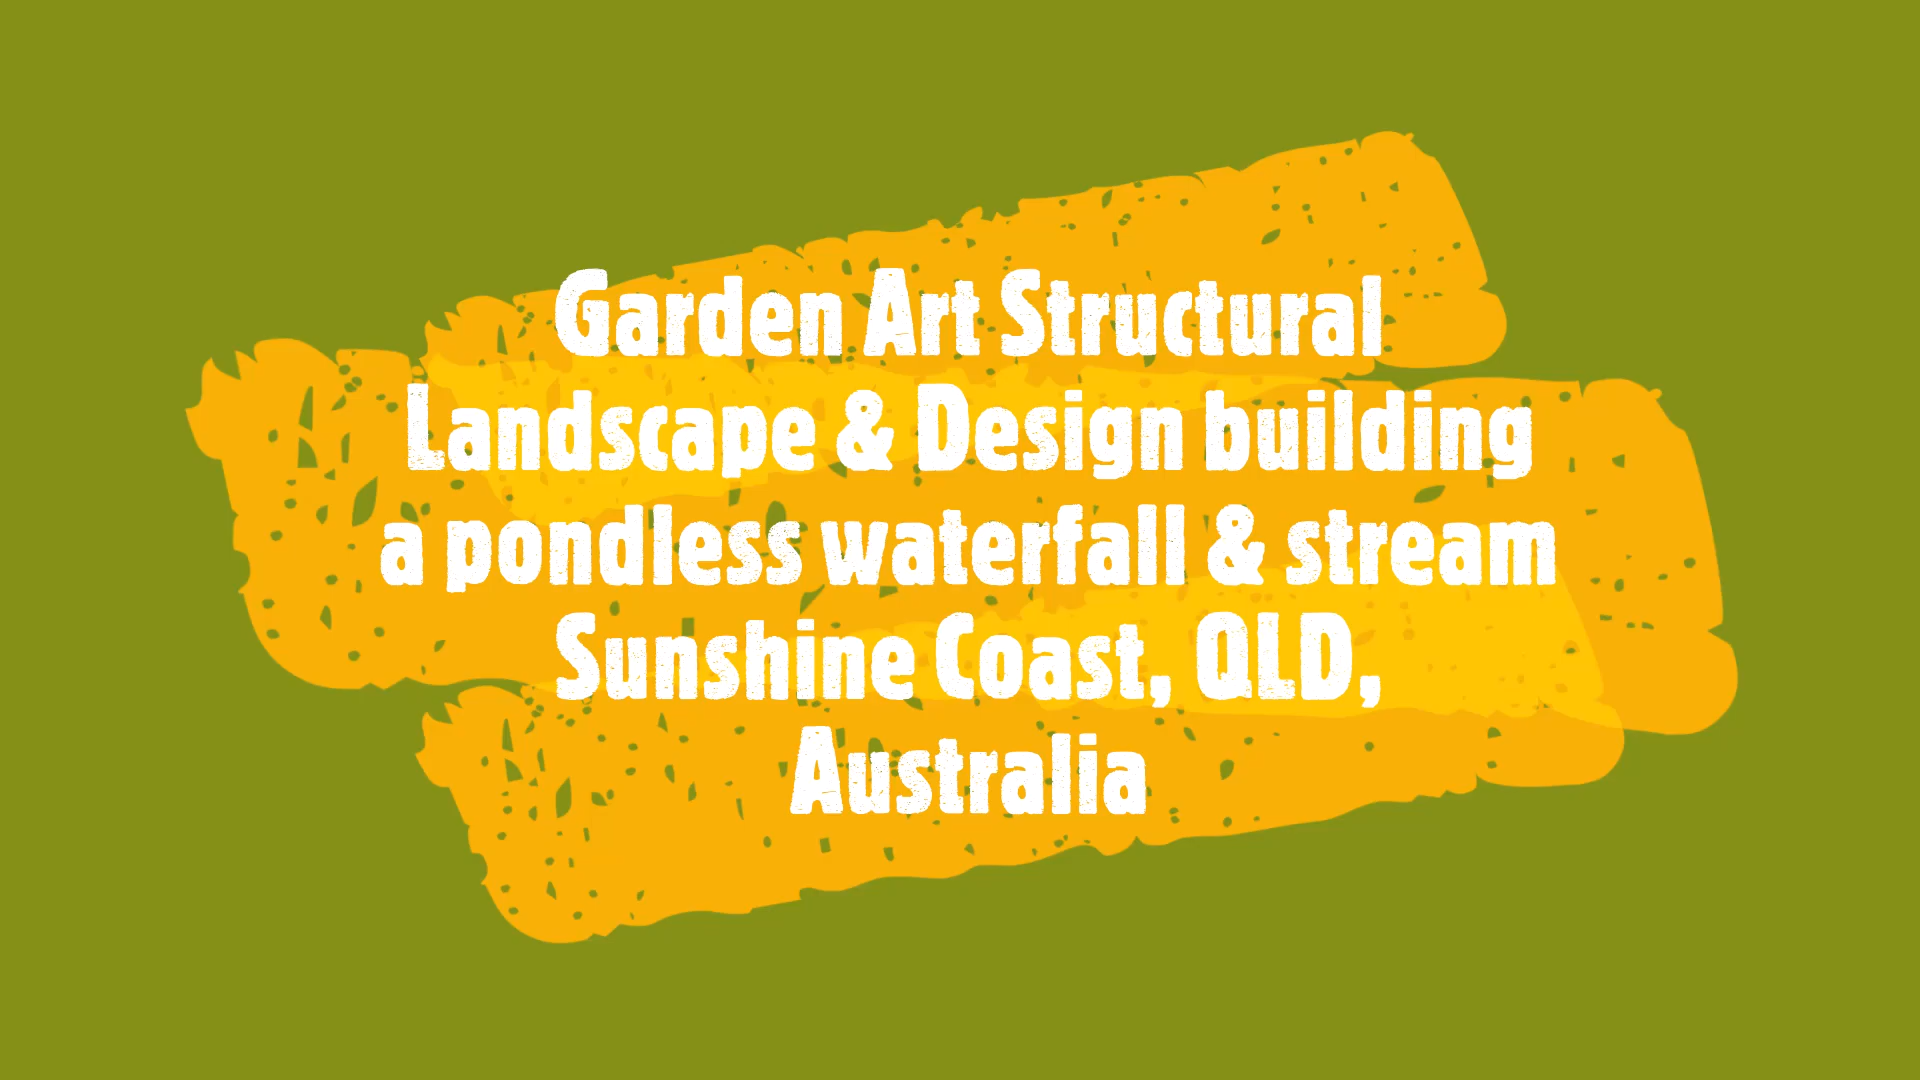 Garden Art Structural
Landscape & Design building
a pondless waterfall & stream
Sunshine Coast, QLD,
Australia